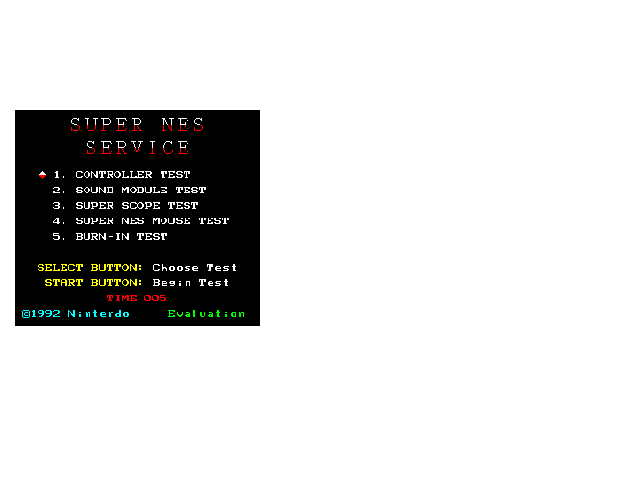 SUPER NES
SERVICE
1. CONTROLLER TEST
2. SOUND MODULE TEST
3. SUPER SCOPE TEST
4. SUPER NES MOUSE TEST
5. BURN-IN TEST
SELECT BUTTON: Choose Test
START BUTTON: Begin Test
TIME 005
©1992 Nintendo Evaluation